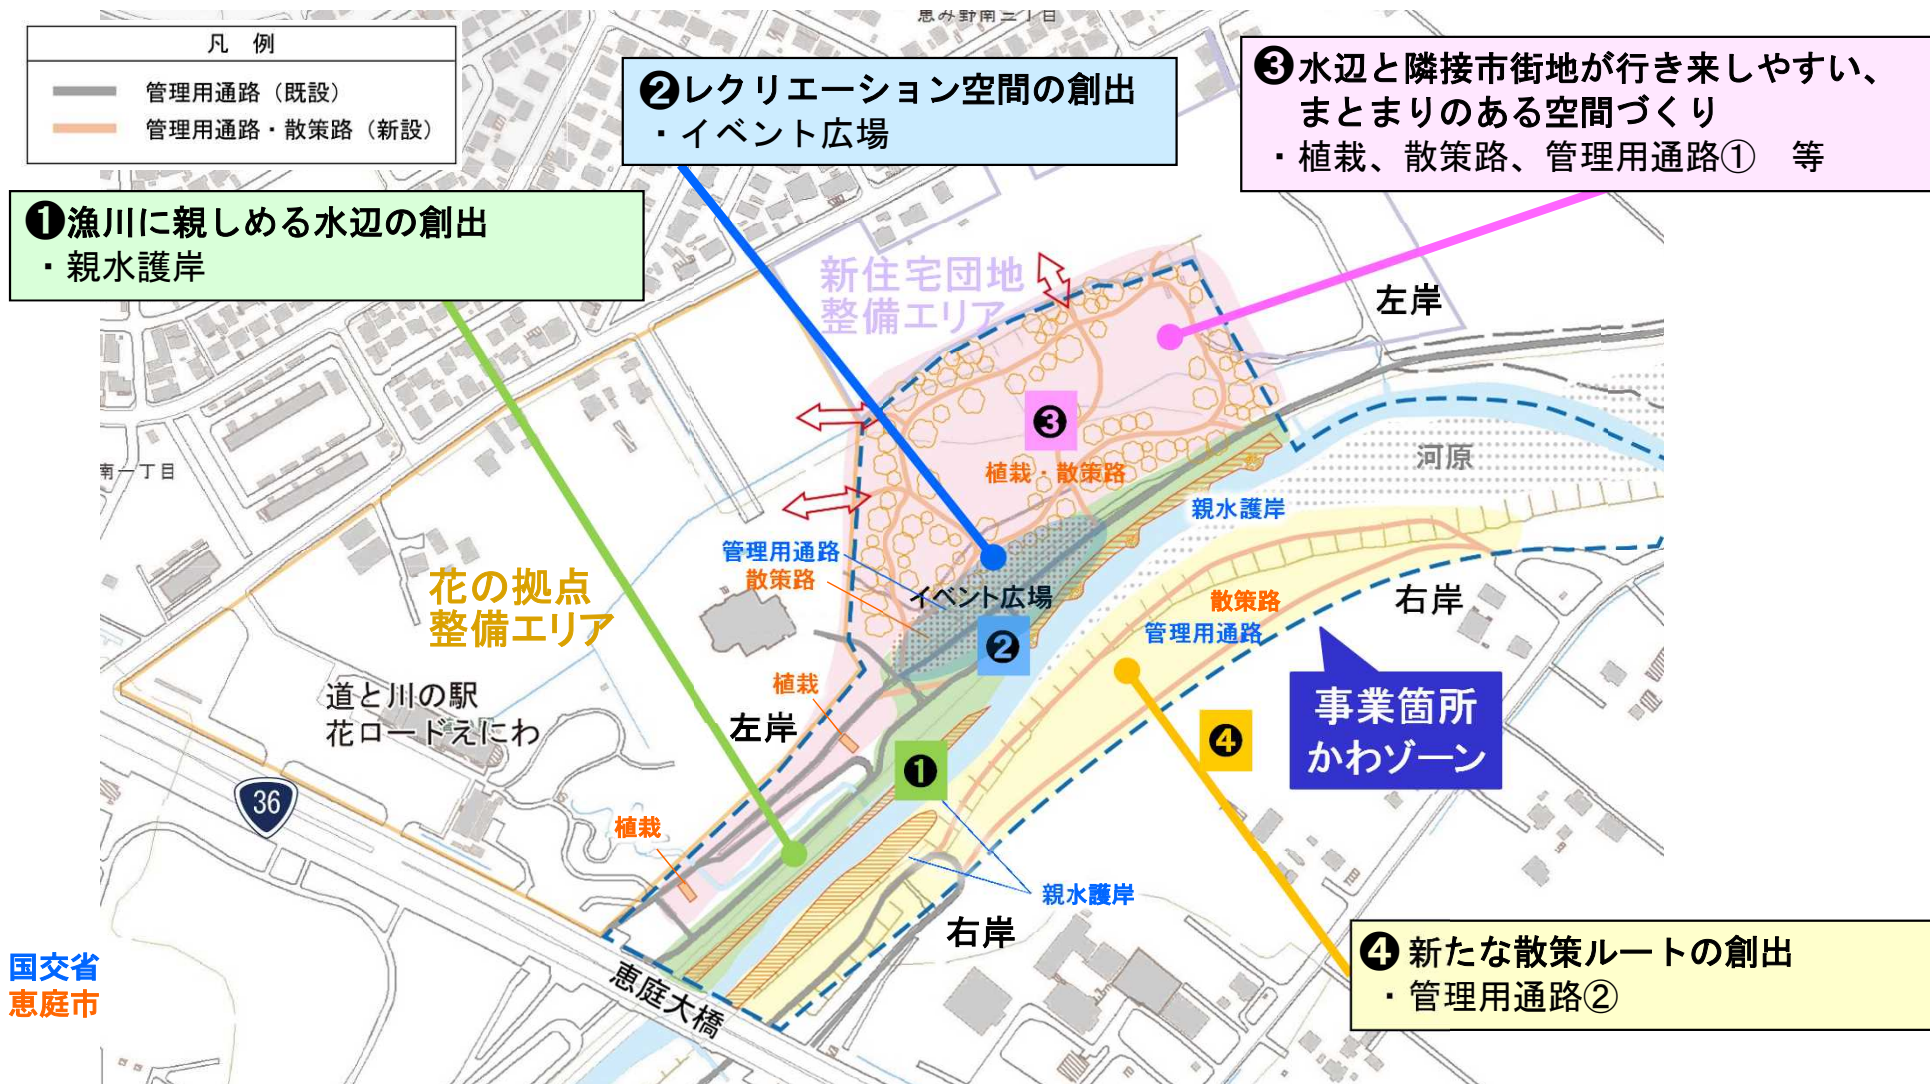 恵み野南三丁目
凡 例
管理用通路（既設）
管理用通路・散策路（新設）
❷レクリエーション空間の創出
・イベント広場
❸水辺と隣接市街地が行き来しやすい、
まとまりのある空間づくり
・植栽、散策路、管理用通路① 等
❶漁川に親しめる水辺の創出
・親水護岸
新住宅団地
整備エリア
左岸
❸
植栽・散策路
河原
南一丁目
親水護岸
管理用通路
散策路
イベント広場
花の拠点
整備エリア
散策路
管理用通路
右岸
❷
植栽
道と川の駅
花ロードえにわ
左岸
事業箇所
かわゾーン
❹
❶
36
植栽
親水護岸
右岸
恵庭大橋
国交省
恵庭市
❹新たな散策ルートの創出
・管理用通路②